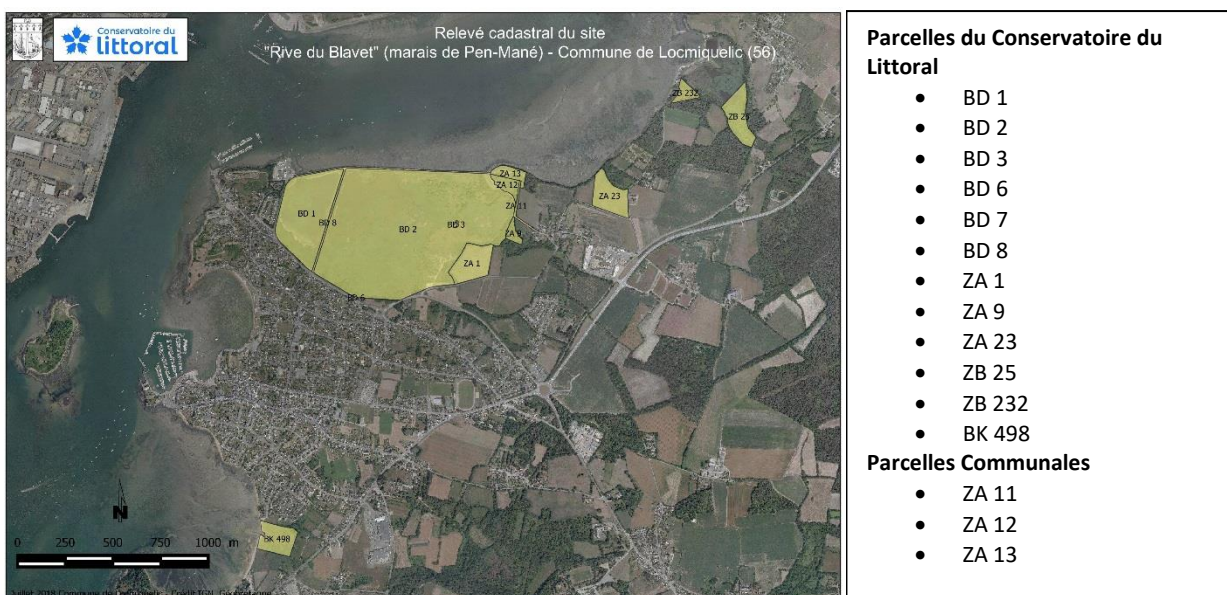 Conservatoire du
littoral
Relevé cadastral du site
"Rive du Blavet" (marais de Pen-Mané) - Commune de Locmiquelic (56)
ZB 232
ZB 25
ZA 13
ZA 12
ZA 11
ZA 23
BD 1
BD 8
BD 2
BD 3
ZA 9
ZA 1
BD 6
BK 498
N
0 250 500 750 1000 m
Parcelles du Conservatoire du
Littoral
• BD 1
• BD 2
• BD 3
• BD 6
• BD 7
• BD 8
• ZA 1
• ZA 9
• ZA 23
• ZB 25
• ZB 232
• BK 498
Parcelles Communales
• ZA 11
• ZA 12
• ZA 13